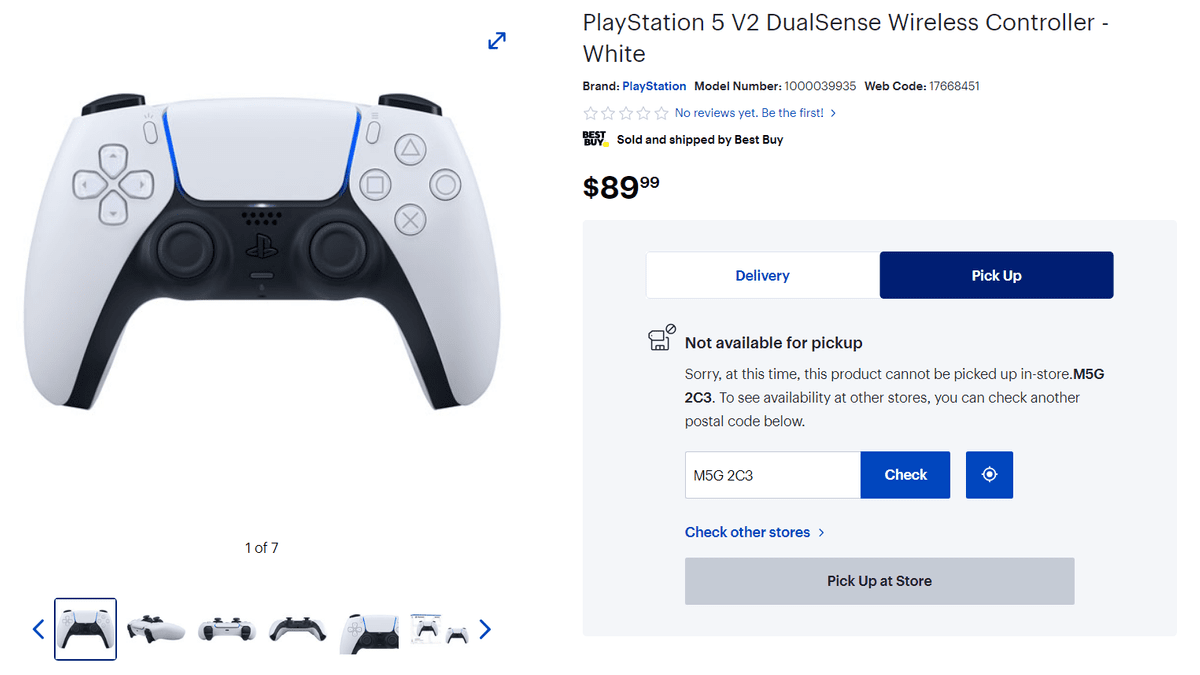 PlayStation 5 V2 DualSense Wireless Controller -
White
Brand: PlayStation Model Number: 1000039935 Web Code: 17668451
No reviews yet. Be the first!
BEST
BUY
Sold and shipped by Best Buy
$89 99
Delivery
Pick Up
Not available for pickup
Sorry, at this time, this product cannot be picked up in-store.M5G
2C3. To see availability at other stores, you can check another
postal code below.
M5G 2C3
Check
Check other stores
Pick Up at Store
1 of 7